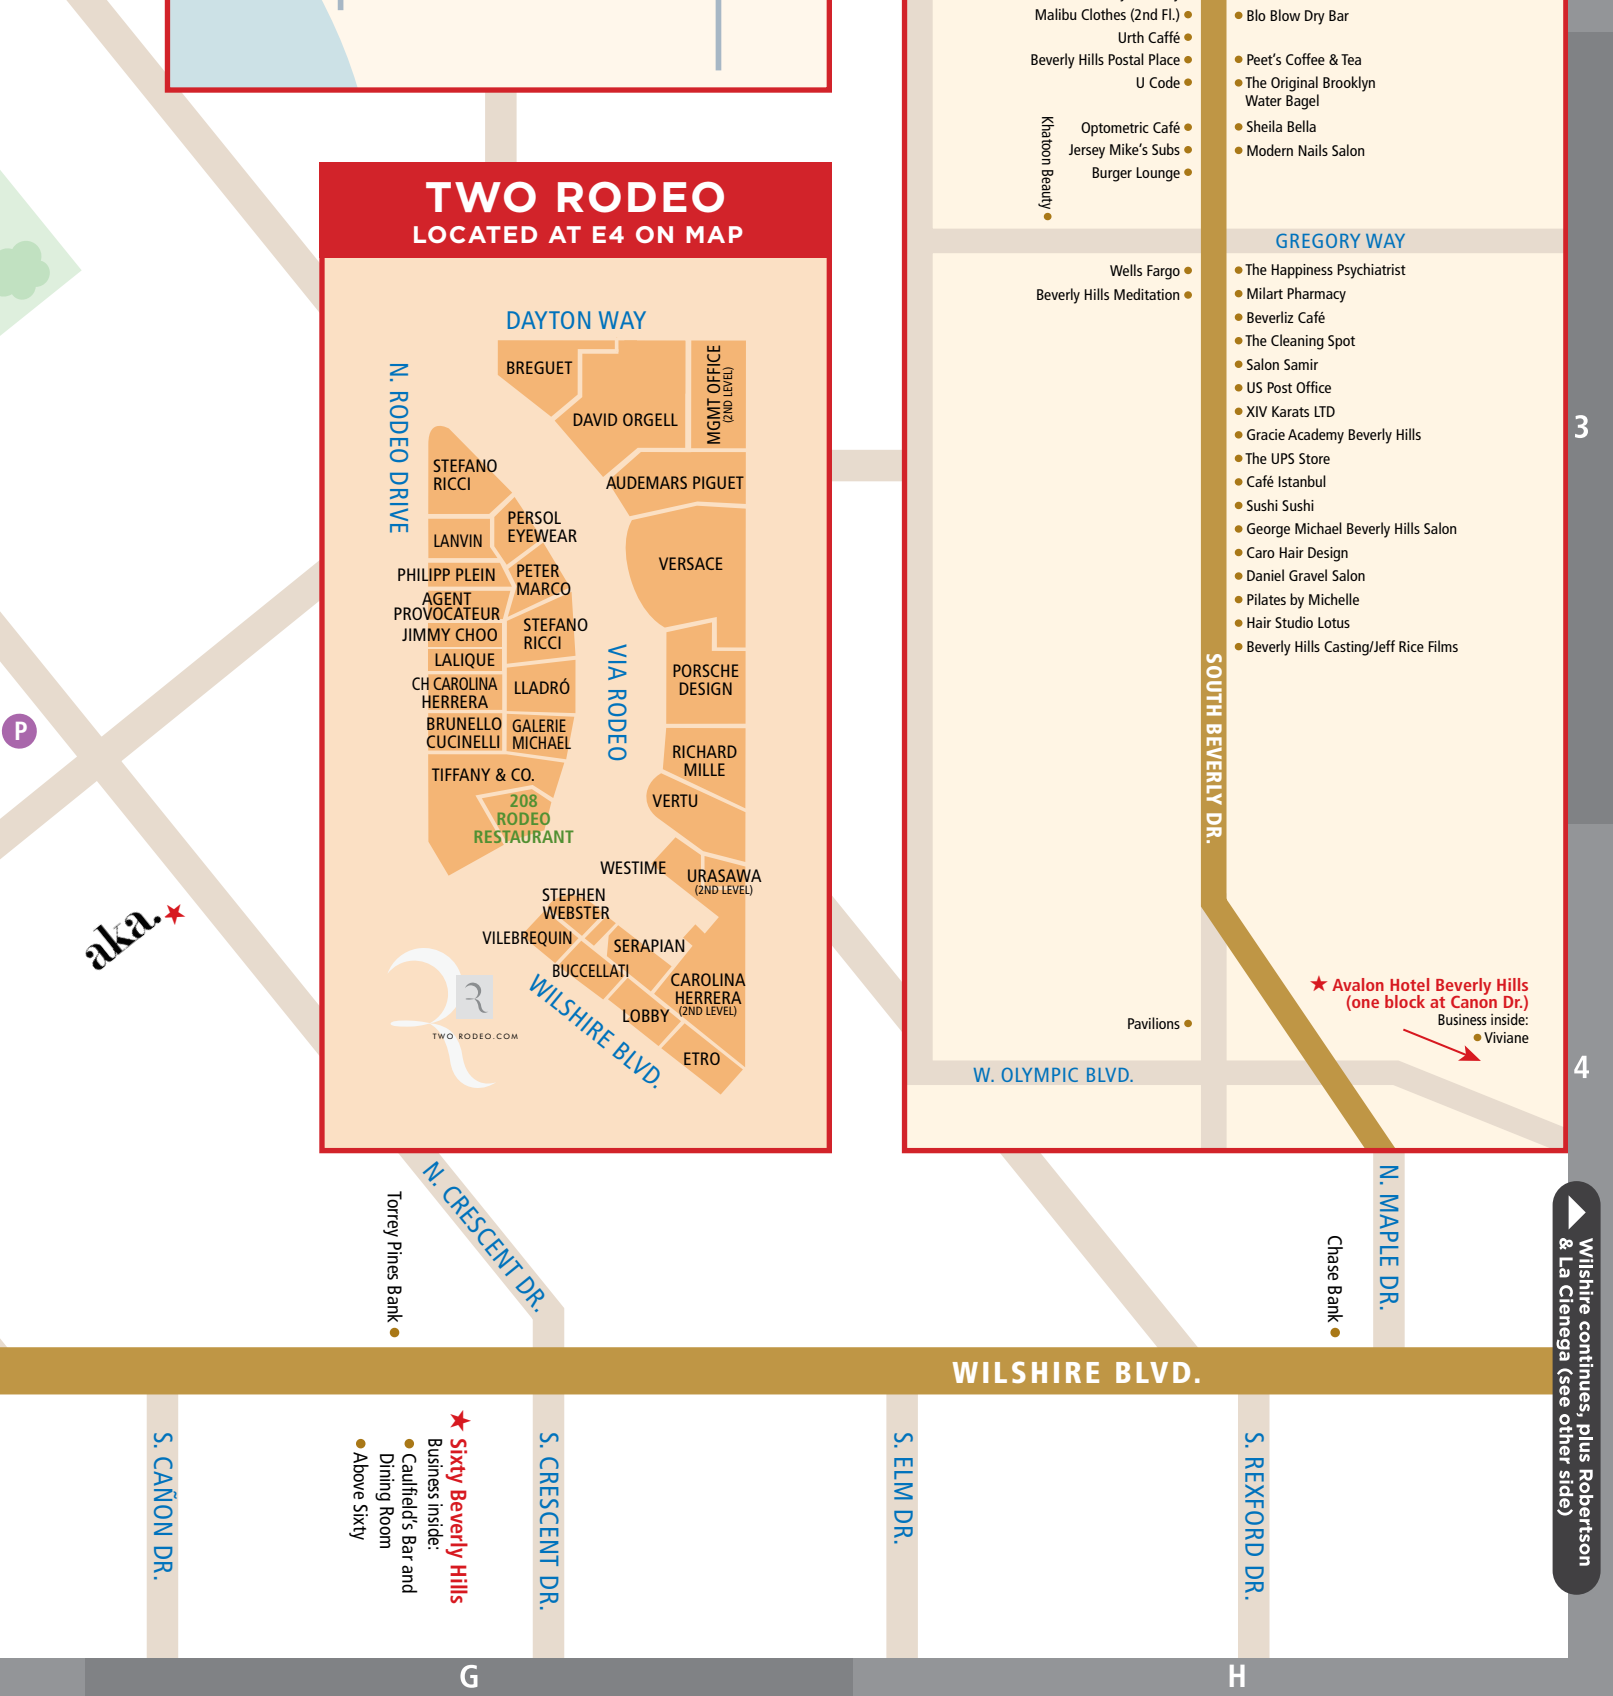 TWO RODEO
LOCATED AT E4 ON MAP
DAYTON WAY
N. RODEO DRIVE
BREGUET
DAVID ORGELL
MGMT OFFICE
(2ND LEVEL)
STEFANO
RICCI
AUDEMARS PIGUET
PERSOL
EYEWEAR
LANVIN
VERSACE
PHILIPP PLEIN
PETER
MARCO
AGENT
PROVOCATEUR
JIMMY CHOO
STEFANO
RICCI
LALIQUE
VIA RODEO
PORSCHE
DESIGN
CH CAROLINA
HERRERA
LLADRÓ
BRUNELLO
CUCINELLI
GALERIE
MICHAEL
RICHARD
MILLE
TIFFANY & CO.
VERTU
208
RODEO
RESTAURANT
WESTIME
URASAWA
(2ND LEVEL)
STEPHEN
WEBSTER
VILEBREQUIN
SERAPIAN
BUCCELLATI
CAROLINA
HERRERA
(2ND LEVEL)
LOBBY
ETRO
WILSHIRE BLVD.
R
TWO RODEO.COM
P
aka.
Malibu Clothes (2nd Fl.)
Urth Caffé
Beverly Hills Postal Place
U Code
Optometric Café
Jersey Mike's Subs
Burger Lounge
Khatoon Beauty
Blo Blow Dry Bar
Peet's Coffee & Tea
The Original Brooklyn
Water Bagel
Sheila Bella
Modern Nails Salon
GREGORY WAY
Wells Fargo
Beverly Hills Meditation
The Happiness Psychiatrist
Milart Pharmacy
Beverliz Café
The Cleaning Spot
Salon Samir
US Post Office
XIV Karats LTD
Gracie Academy Beverly Hills
The UPS Store
Café Istanbul
Sushi Sushi
George Michael Beverly Hills Salon
Caro Hair Design
Daniel Gravel Salon
Pilates by Michelle
Hair Studio Lotus
Beverly Hills Casting/Jeff Rice Films
SOUTH BEVERLY DR.
Pavilions
Avalon Hotel Beverly Hills
(one block at Canon Dr.)
Business inside:
Viviane
W. OLYMPIC BLVD.
3
4
N. CRESCENT DR.
Torrey Pines Bank
Chase Bank
N. MAPLE DR.
Wilshire continues, plus Robertson
& La Cienega (see other side)
WILSHIRE BLVD.
S. CAÑON DR.
Sixty Beverly Hills
Business inside:
Caulfield's Bar and
Dining Room
Above Sixty
S. CRESCENT DR.
S. ELM DR.
S. REXFORD DR.
G
H